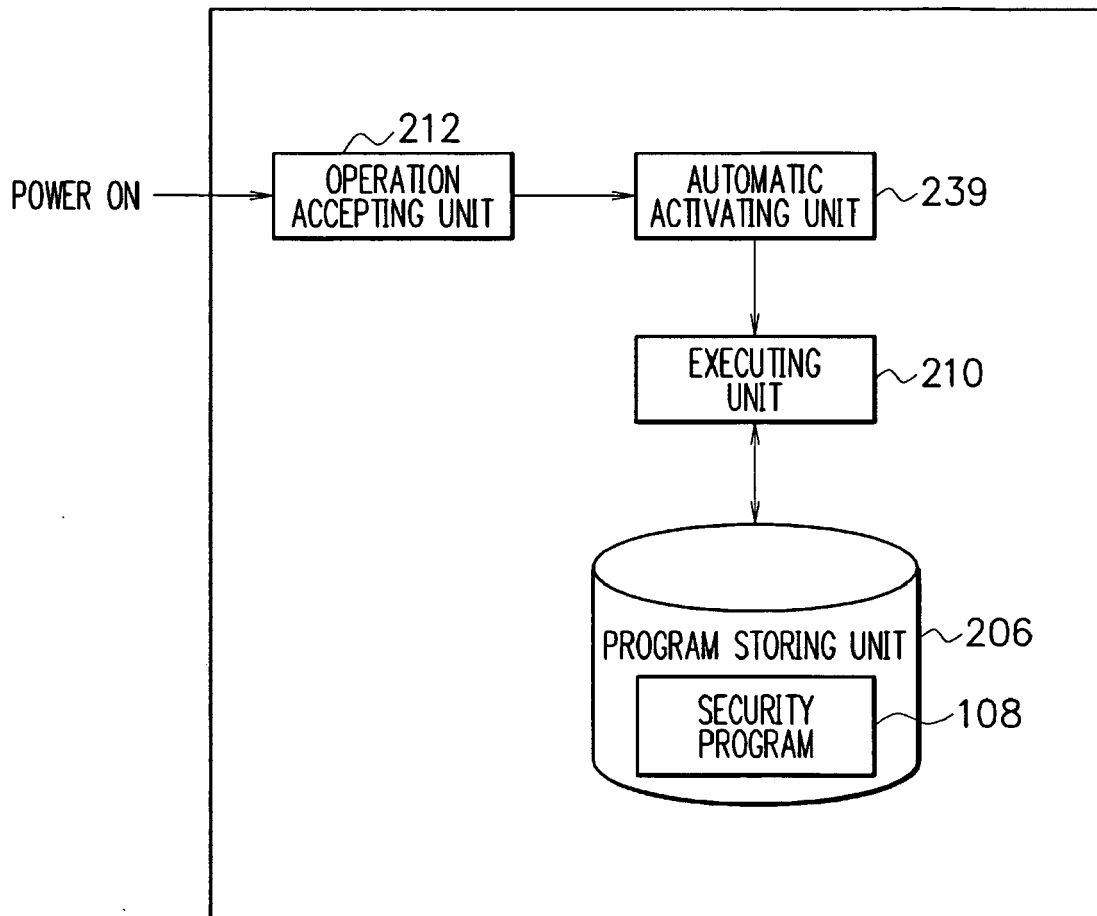 212
POWER ON
OPERATION
ACCEPTING UNIT
AUTOMATIC
ACTIVATING UNIT
239
EXECUTING
UNIT
210
PROGRAM STORING UNIT
206
SECURITY
PROGRAM
108